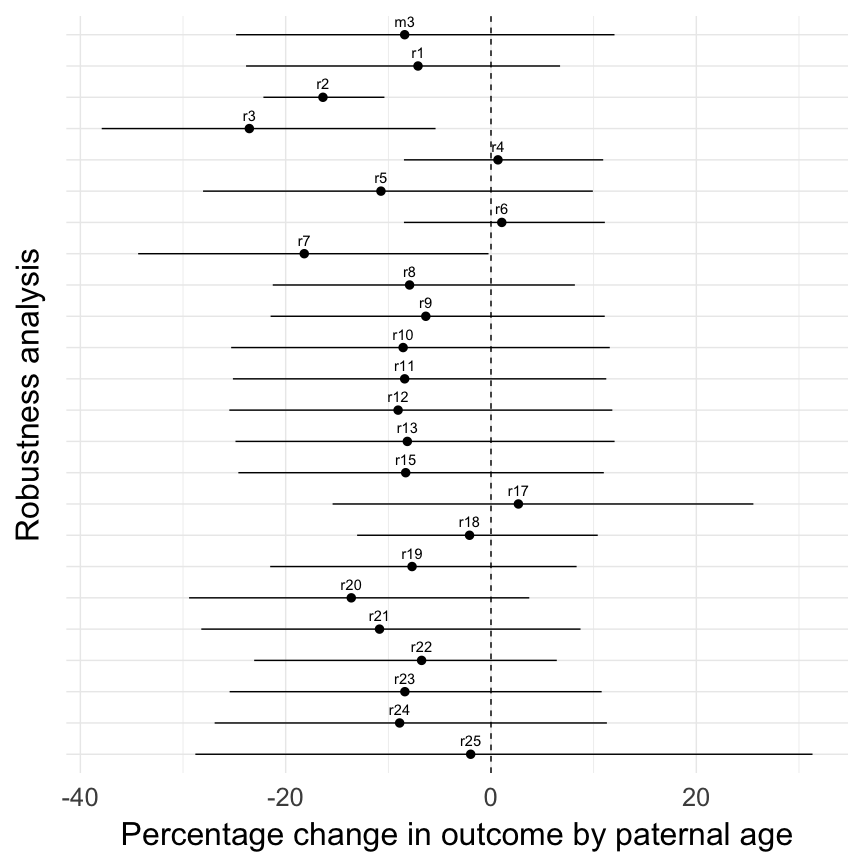 m3
r1
r2
r3
r4
r5
r6
r7
r8
r9
r10
r11
r12
r13
r15
r17
r18
r19
r20
r21
r22
r23
r24
r25
Robustness analysis
-40 -20 0 20
Percentage change in outcome by paternal age